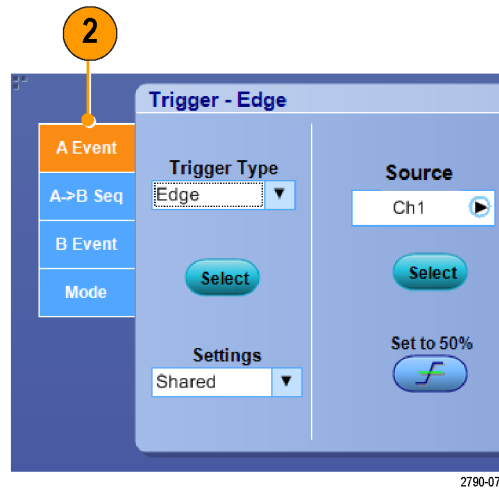 2
Trigger - Edge
A Event
A->B Seq
B Event
Mode
Trigger Type
Edge
Select
Settings
Shared
Source
Ch1
Select
Set to 50%
2790-07